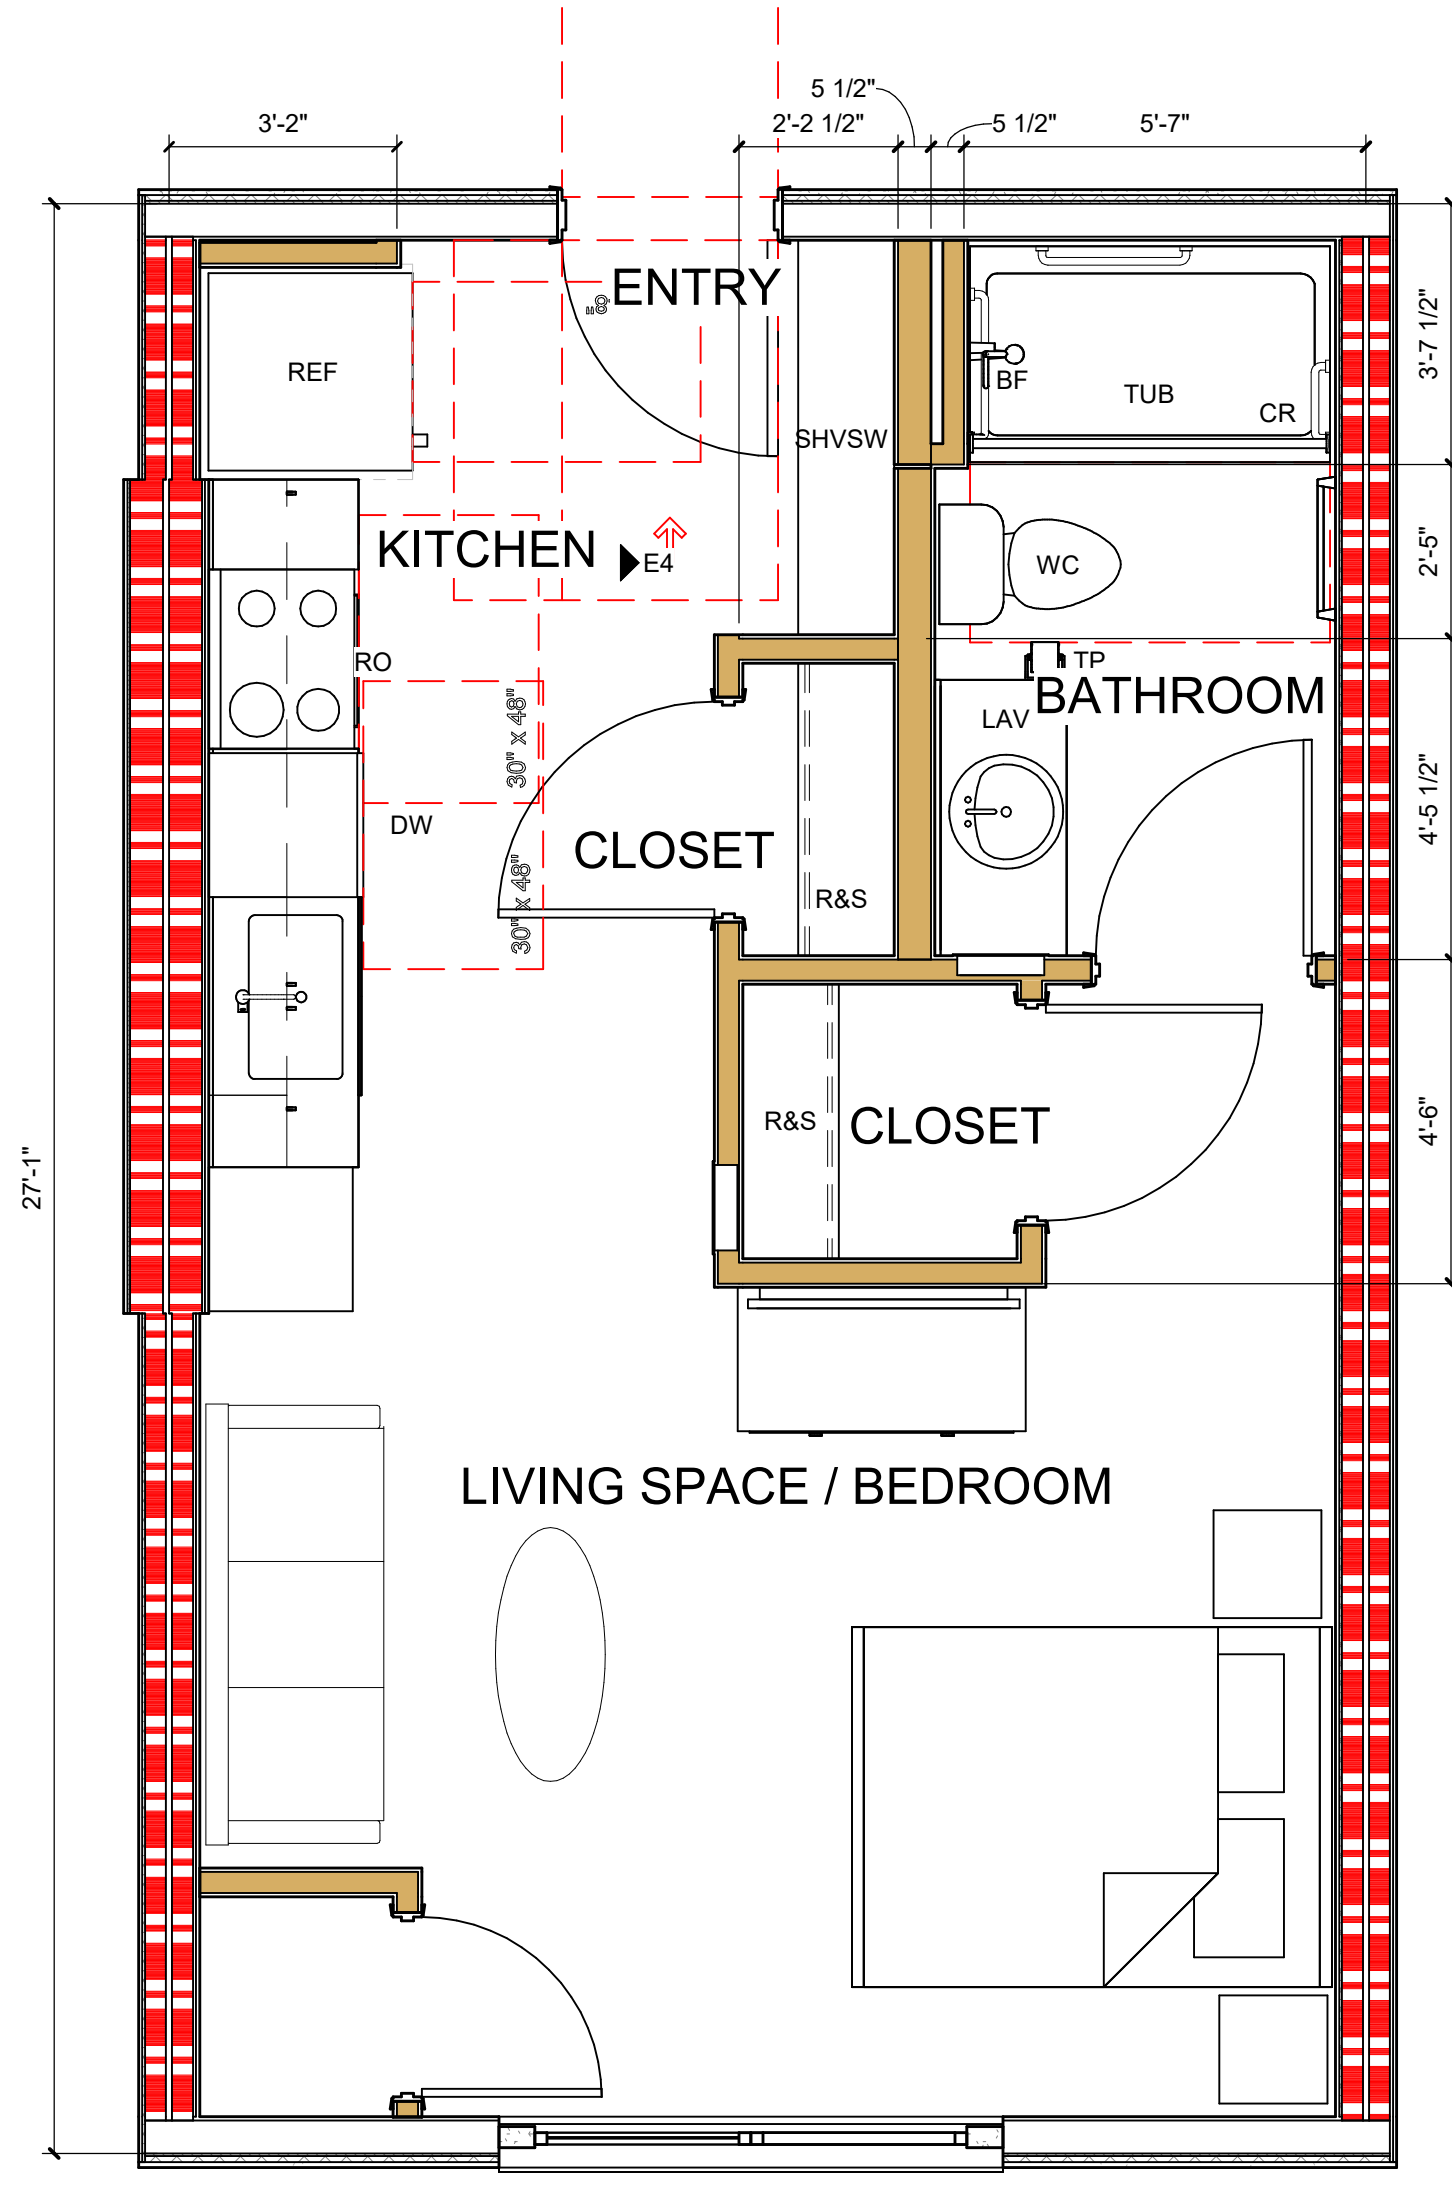 5 1/2"
3'-2"
2'-2 1/2"
5 1/2"
5'-7"
ENTRY
REF
BF
TUB
CR
3'-7 1/2"
SHVSW
KITCHEN
E4
WC
2'-5"
RO
TP
BATHROOM
LAV
30" x 48"
DW
4'-5 1/2"
CLOSET
30" x 48"
R&S
R&S
CLOSET
4'-6"
27'-1"
LIVING SPACE / BEDROOM